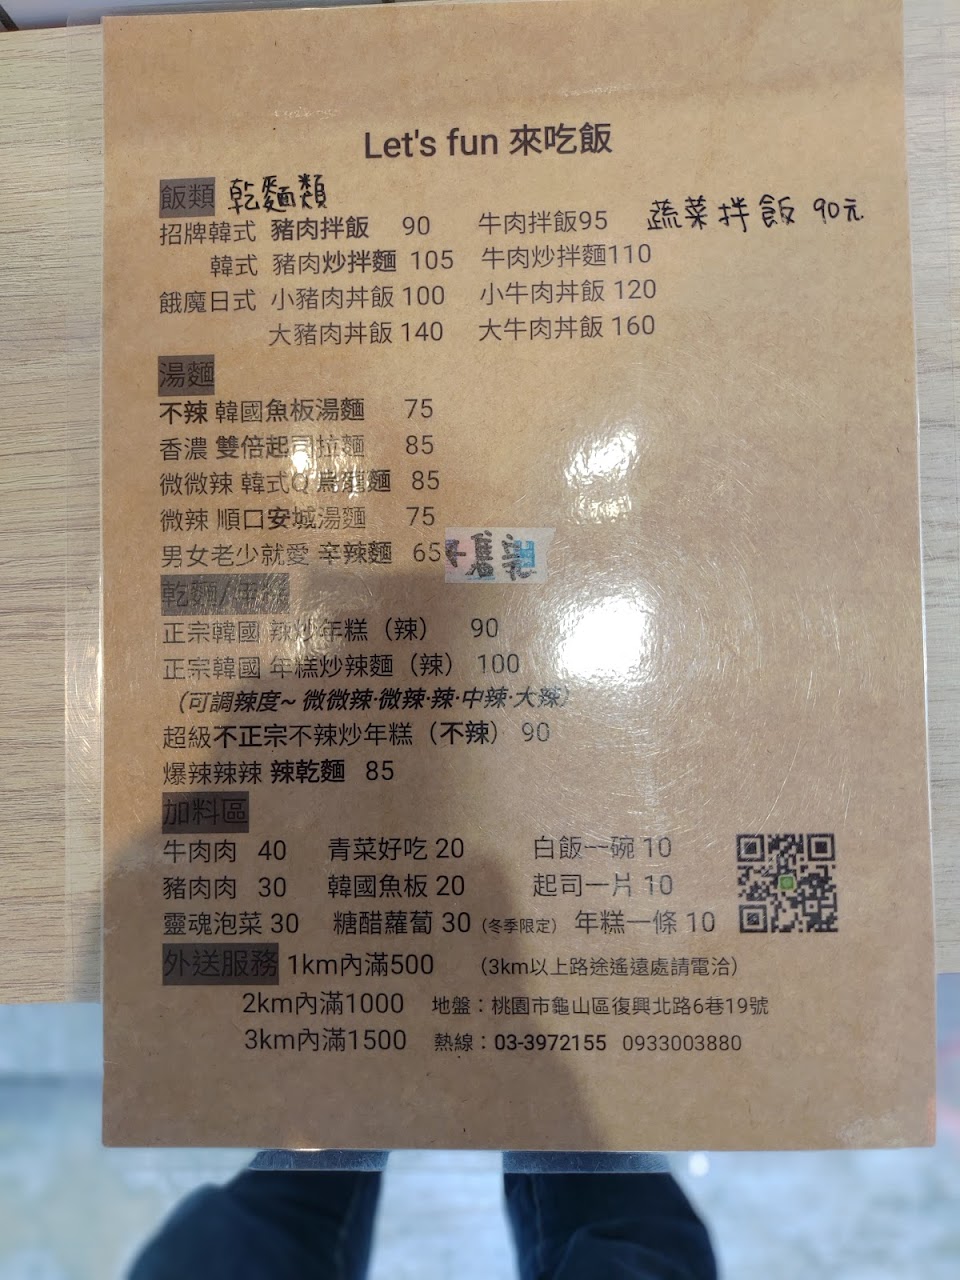 Let's fun 來吃飯
飯類 乾麵類
招牌韓式 豬肉拌飯 90 牛肉拌飯95 蔬菜拌飯 90元
韓式 豬肉炒拌麵 105 牛肉炒拌麵110
餓魔日式 小豬肉丼飯 100 小牛肉丼飯 120
大豬肉丼飯 140 大牛肉丼飯 160
湯麵
不辣 韓國魚板湯麵 75
香濃 雙倍起司拉麵 85
微微辣 韓式Q 烏龍麵 85
微辣 順口安城湯麵 75
男女老少就愛 辛辣麵 65 售完
乾麵/年糕
正宗韓國 辣炒年糕（辣） 90
正宗韓國 年糕炒辣麵（辣） 100
（可調辣度~ 微微辣·微辣·辣·中辣·大辣）
超級不正宗不辣炒年糕（不辣） 90
爆辣辣辣 辣乾麵 85
加料區
牛肉肉 40 青菜好吃 20 白飯一碗 10
豬肉肉 30 韓國魚板 20 起司一片 10
靈魂泡菜 30 糖醋蘿蔔 30 (冬季限定) 年糕一條 10
外送服務 1km內滿500 （3km以上路途遙遠處請電洽）
2km內滿1000 地盤：桃園市龜山區復興北路6巷19號
3km內滿1500 熱線：03-3972155 0933003880